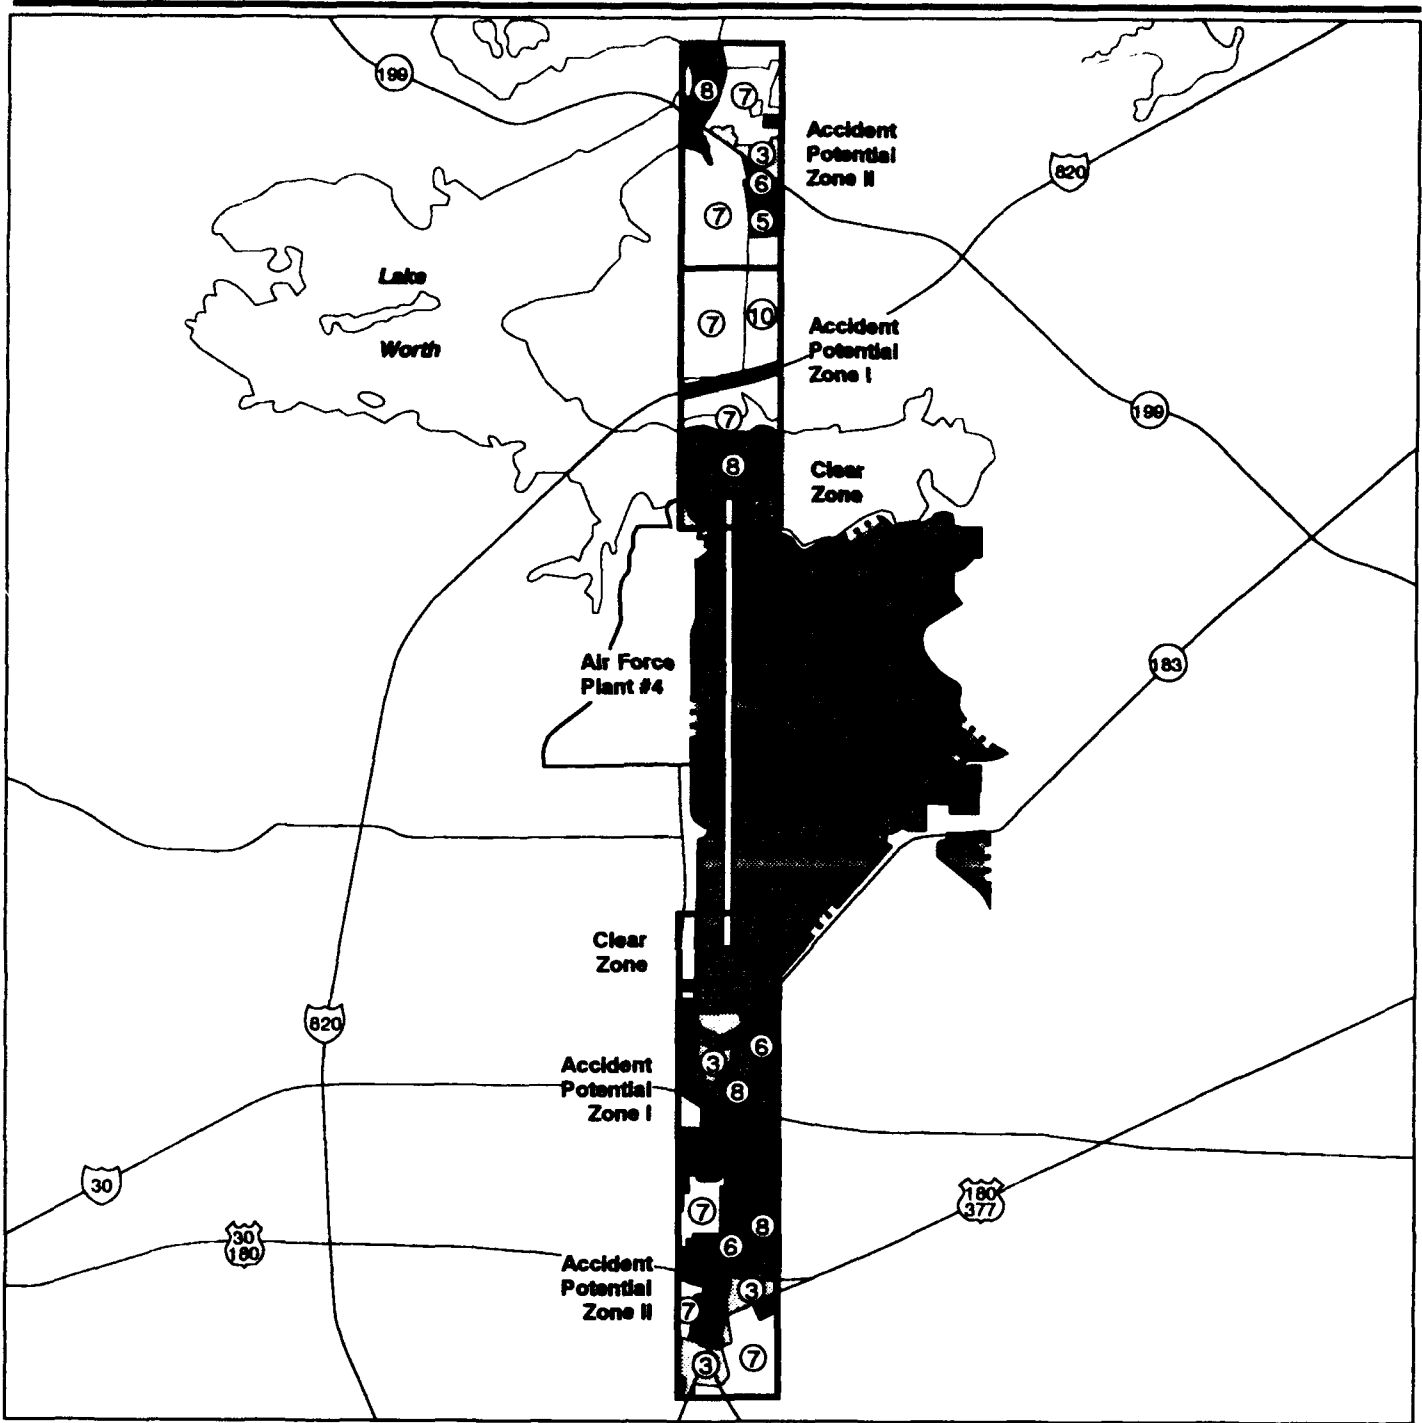 199
8
7
Accident
Potential
Zone II
3
6
820
7
5
Lake
Worth
7
10
Accident
Potential
Zone I
199
7
8
Clear
Zone
Air Force
Plant #4
183
Clear
Zone
820
6
3
8
Accident
Potential
Zone I
30
180
377
7
8
6
30
180
Accident
Potential
Zone II
3
7
3
7